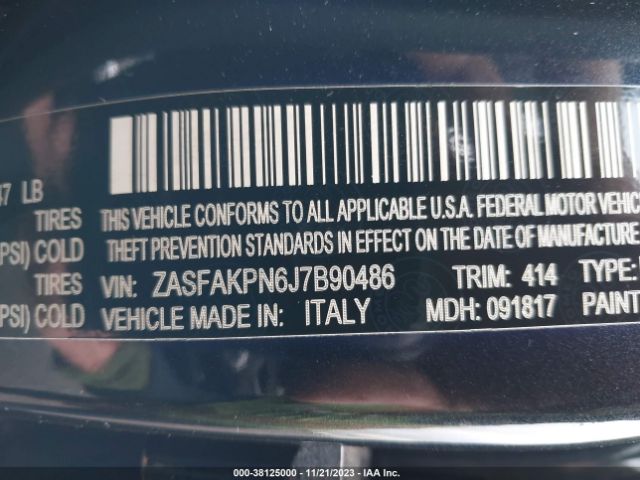 7 LB
TIRES THIS VEHICLE CONFORMS TO ALL APPLICABLE U.S.A. FEDERAL MOTOR VEHIC
PSI) COLD THEFT PREVENTION STANDARDS IN EFFECT ON THE DATE OF MANUFACTURE
TIRES VIN: ZASFAKPN6J7B90486 TRIM: 414 TYPE:
PSI) COLD VEHICLE MADE IN: ITALY MDH: 091817 PAINT
000-38125000 - 11/21/2023 - IAA Inc.